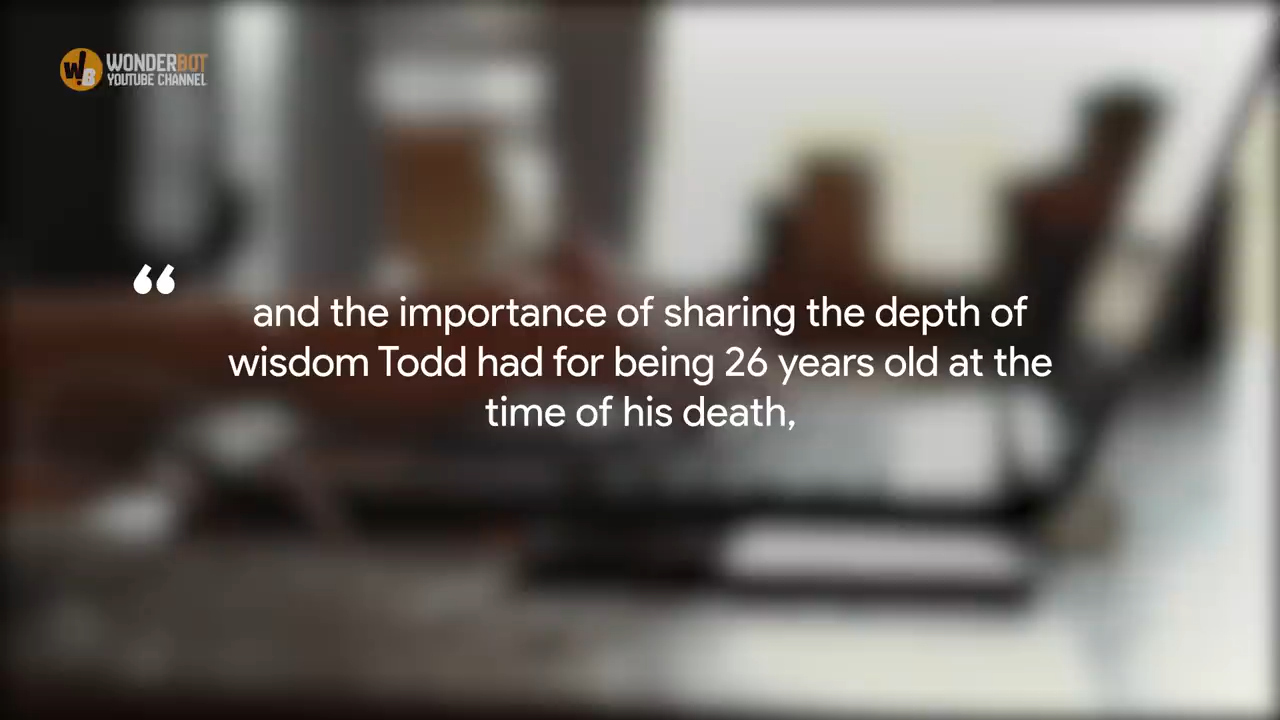 W!B WONDERBOT
YOUTUBE CHANNEL
“
and the importance of sharing the depth of
wisdom Todd had for being 26 years old at the
time of his death,